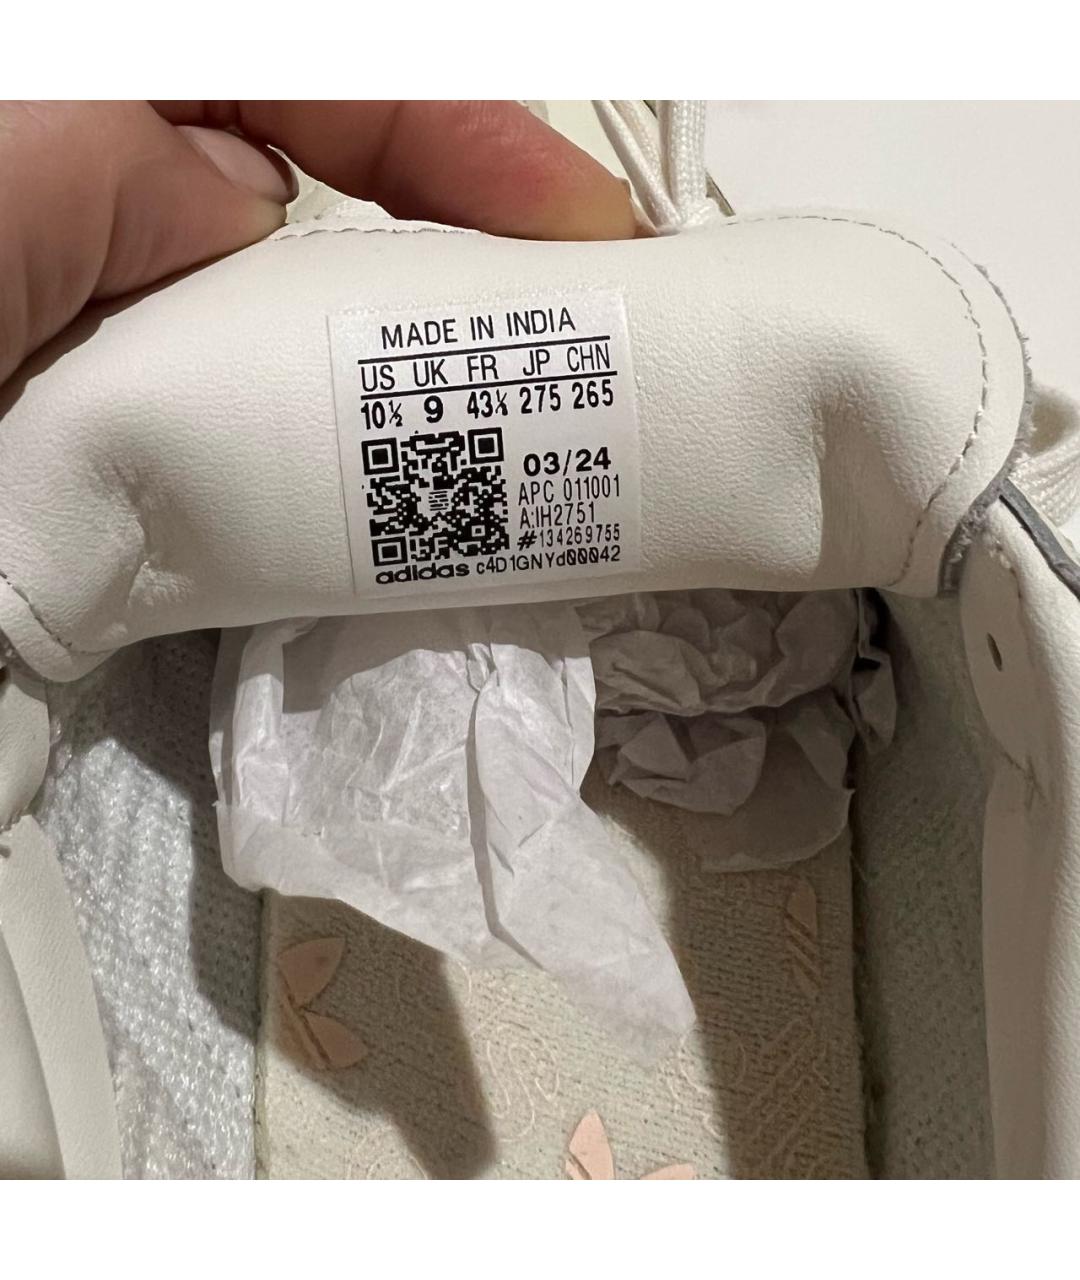 MADE IN INDIA
US UK FR JP CHN
10½ 9 43⅓ 275 265
03/24
APC 011001
A:IH2751
#134269755
adidas c4D1GNYd00042